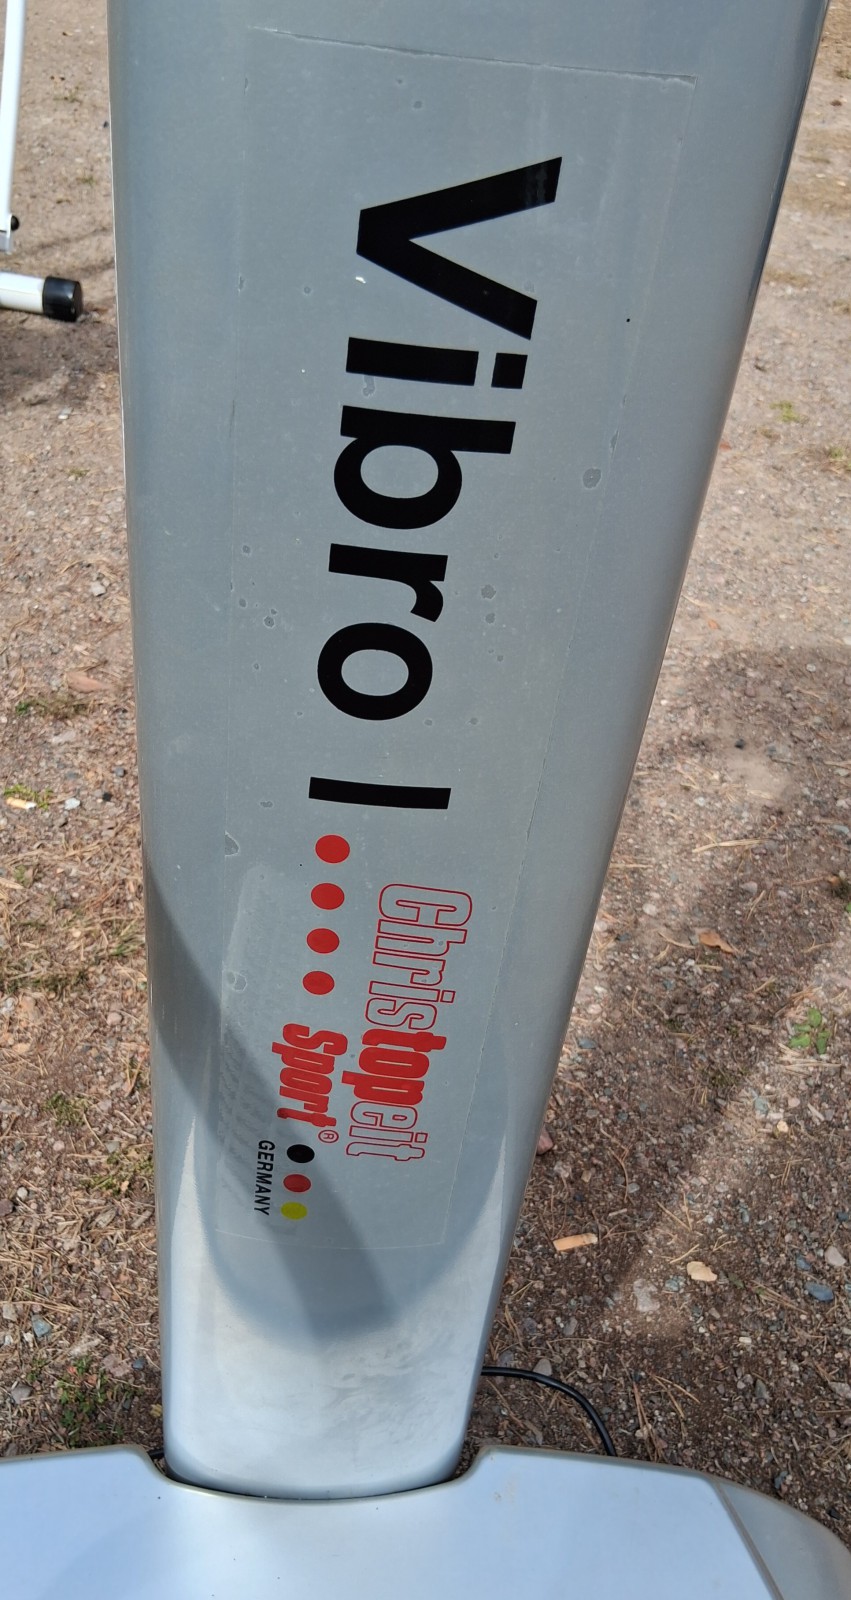 Vibro I
Christopeit
Sport®
GERMANY